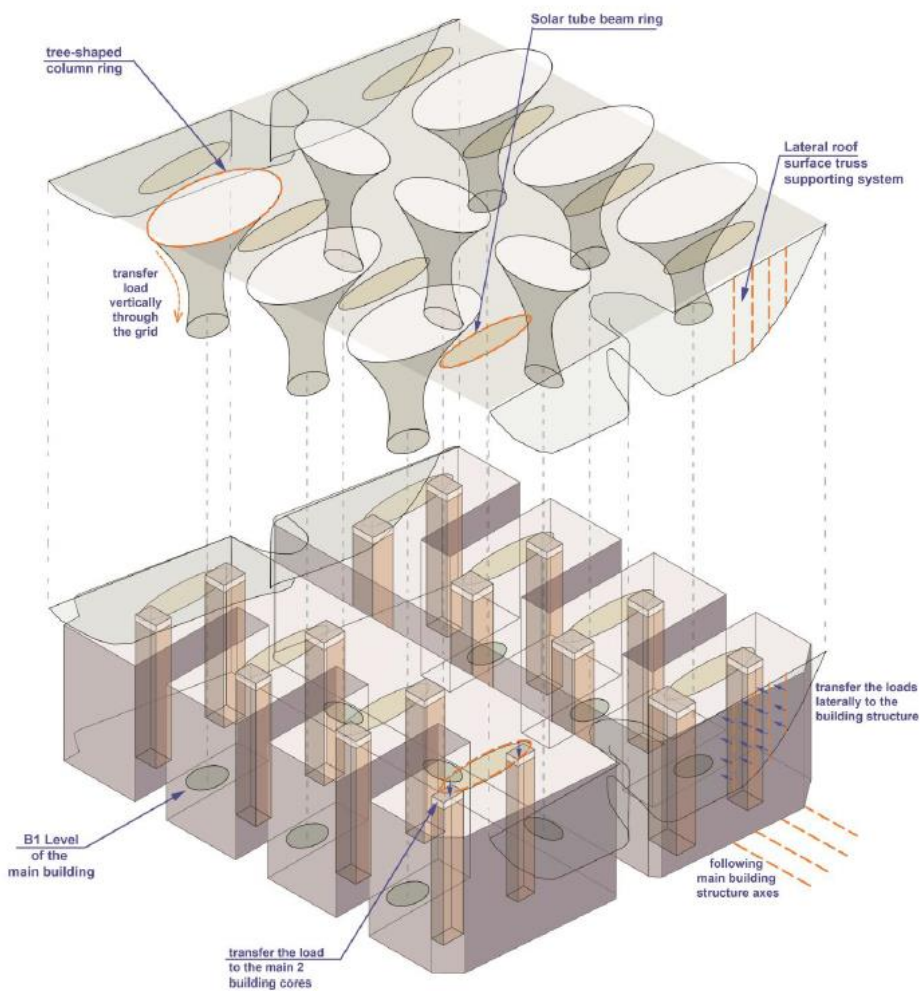 Solar tube beam ring
tree-shaped
column ring
Lateral roof
surface truss
supporting system
transfer
load
vertically
through
the grid
transfer the loads
laterally to the
building structure
B1 Level
of the
main building
following
main building
structure axes
transfer the load
to the main 2
building cores